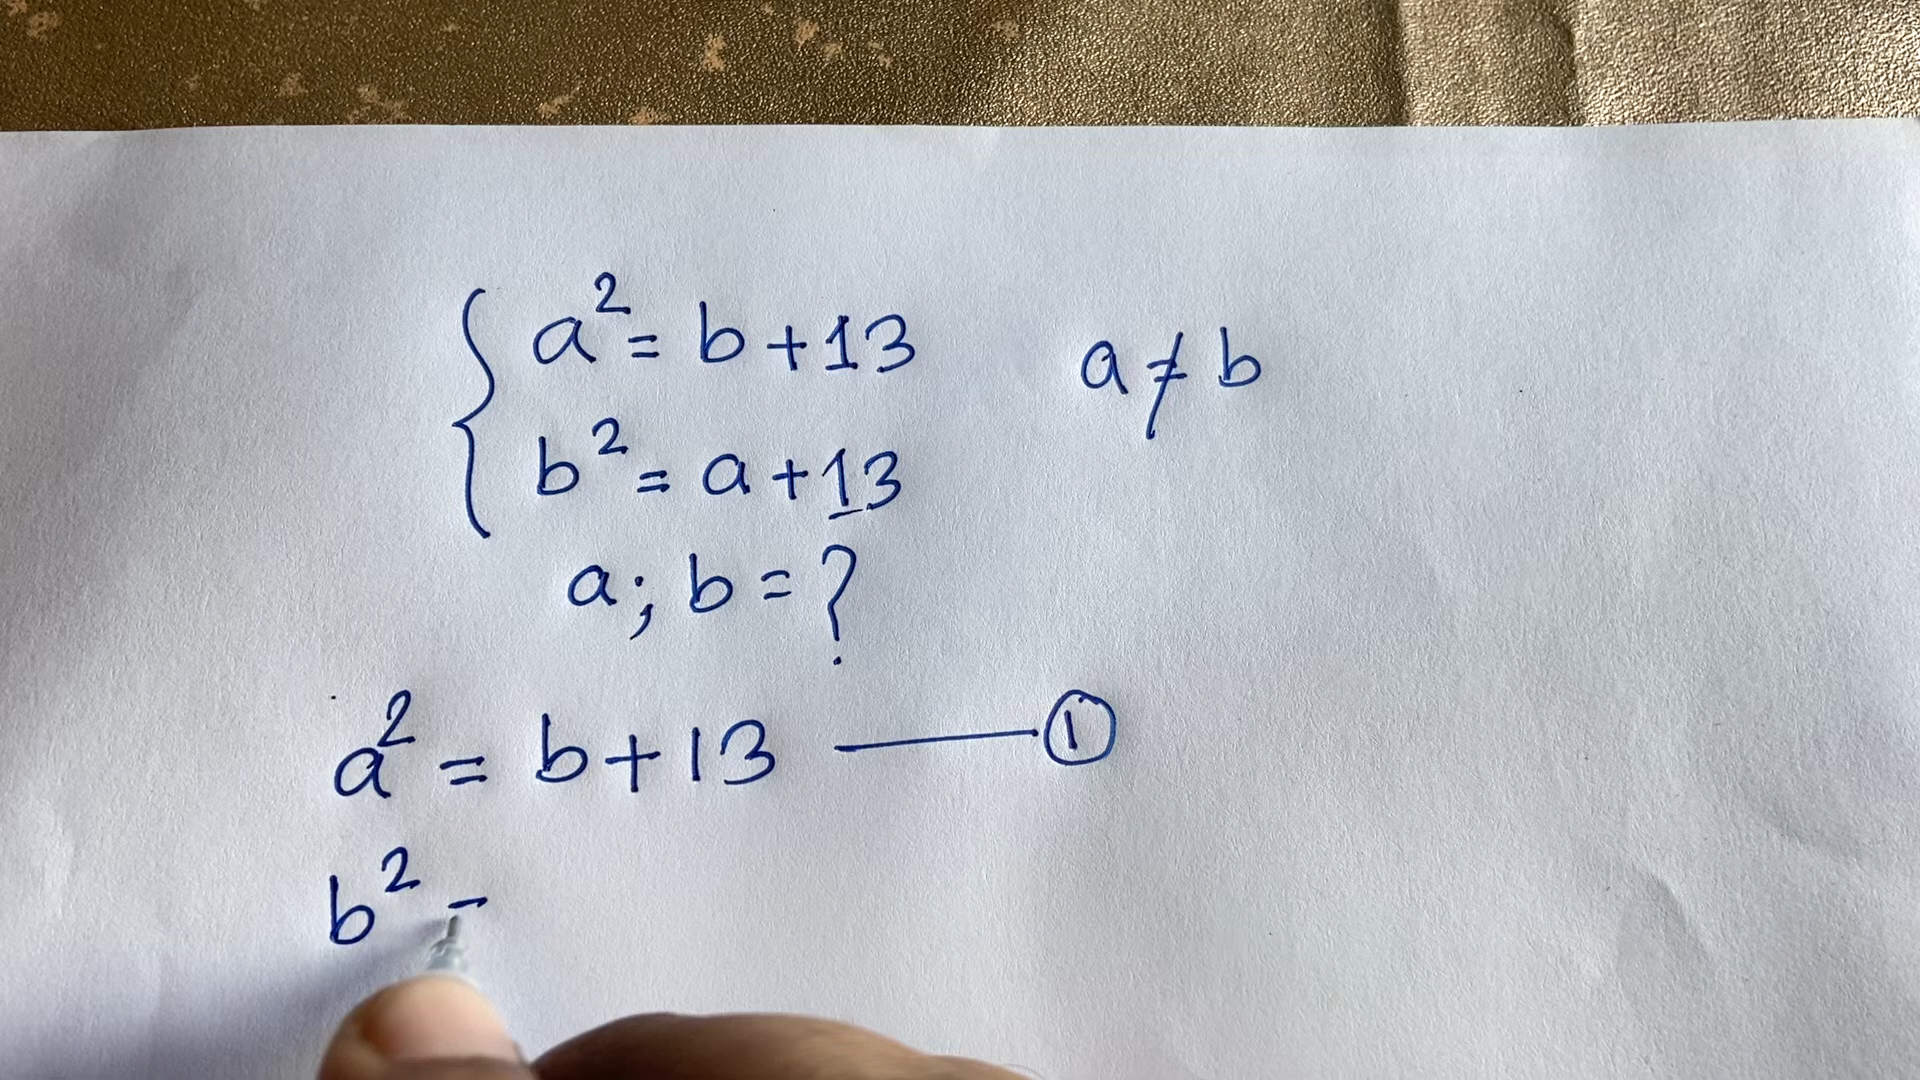 a² = b + 13 a ≠ b
b² = a + 13
a ; b = ?
a² = b + 13 —— ①
b² -